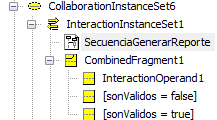 CollaborationInstanceSet6
InteractionInstanceSet1
SecuenciaGenerarReporte
CombinedFragment1
InteractionOperand1
[sonValidos = false]
[sonValidos = true]